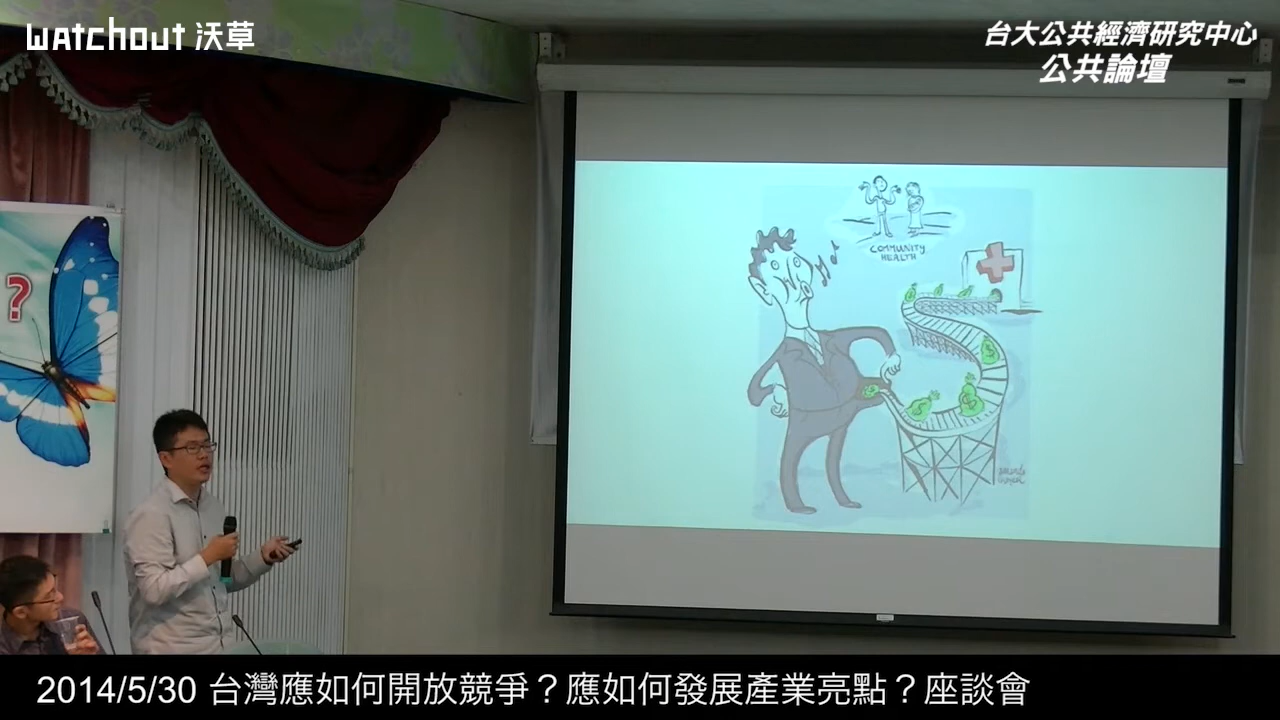 WATCHOUT 沃草
台大公共經濟研究中心
公共論壇
?
COMMUNITY
HEALTH
2014/5/30 台灣應如何開放競爭？應如何發展產業亮點？座談會